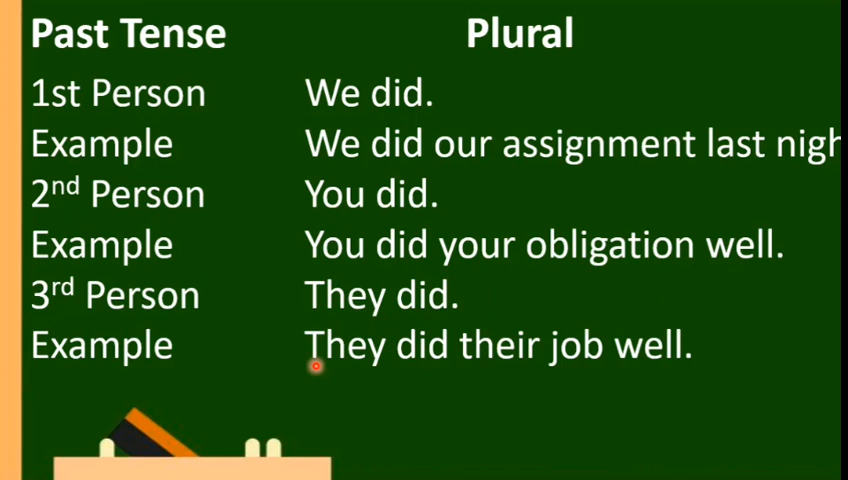 Past Tense Plural
1st Person We did.
Example We did our assignment last nigh
2nd Person You did.
Example You did your obligation well.
3rd Person They did.
Example They did their job well.